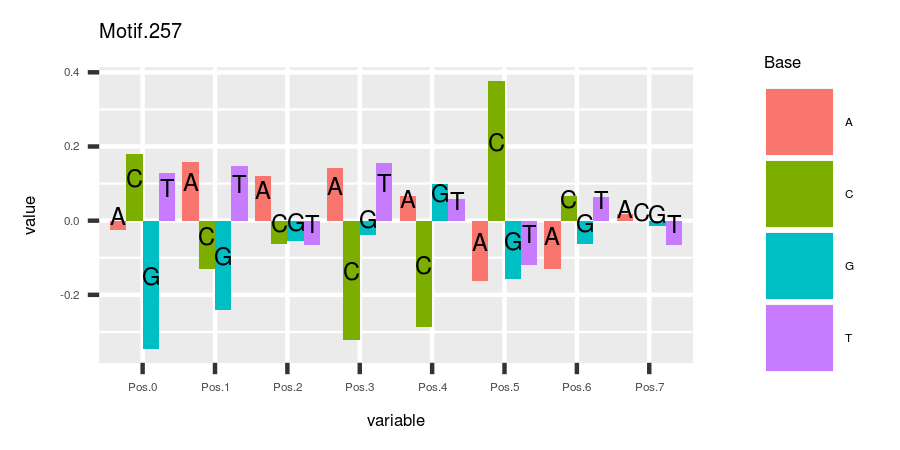 Motif.257
Base
A
C
G
T
value
0.4
0.2
0.0
-0.2
A C G T A C G T A C G T A C G T A C G T A C G T A C G T A C G T
Pos.0 Pos.1 Pos.2 Pos.3 Pos.4 Pos.5 Pos.6 Pos.7
variable